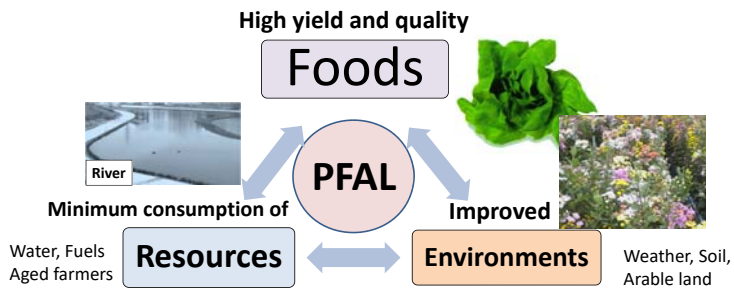 High yield and quality
Foods
River
PFAL
Minimum consumption of
Improved
Water, Fuels
Aged farmers
Resources
Environments
Weather, Soil,
Arable land